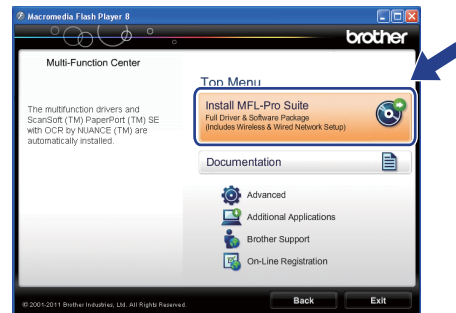 Macromedia Flash Player 8
brother
Multi-Function Center
Top Menu
The multifunction drivers and
ScanSoft (TM) PaperPort (TM) SE
with OCR by NUANCE (TM) are
automatically installed.
Install MFL-Pro Suite
Full Driver & Software Package
(Includes Wireless & Wired Network Setup)
Documentation
Advanced
Additional Applications
Brother Support
On-Line Registration
© 2001-2011 Brother Industries, Ltd. All Rights Reserved.
Back
Exit